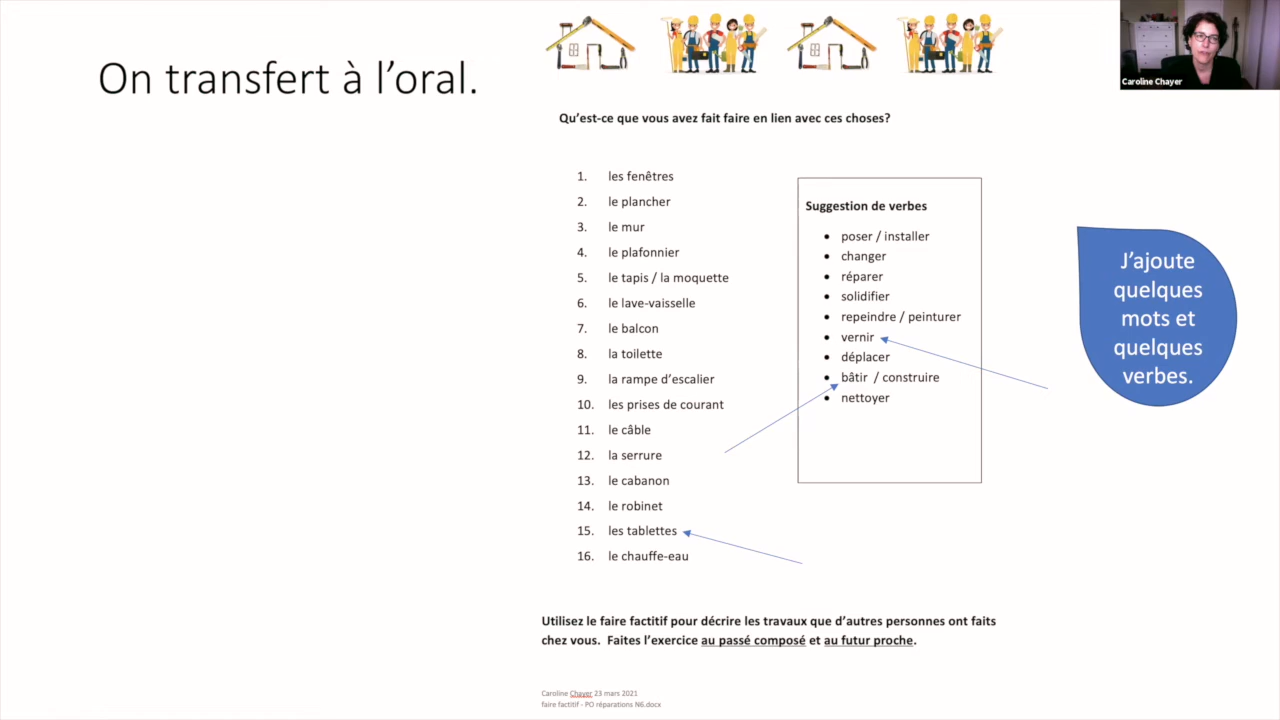 On transfert à l’oral.
Caroline Chayer
Qu’est-ce que vous avez fait faire en lien avec ces choses?
1. les fenêtres
2. le plancher
3. le mur
4. le plafonnier
5. le tapis / la moquette
6. le lave-vaisselle
7. le balcon
8. la toilette
9. la rampe d’escalier
10. les prises de courant
11. le câble
12. la serrure
13. le cabanon
14. le robinet
15. les tablettes
16. le chauffe-eau
Suggestion de verbes
• poser / installer
• changer
• réparer
• solidifier
• repeindre / peinturer
• vernir
• déplacer
• bâtir / construire
• nettoyer
J’ajoute
quelques
mots et
quelques
verbes.
Utilisez le faire factitif pour décrire les travaux que d’autres personnes ont faits
chez vous. Faites l’exercice au passé composé et au futur proche.
Caroline Chayer 23 mars 2021
faire factitif - PO réparations N6.docx